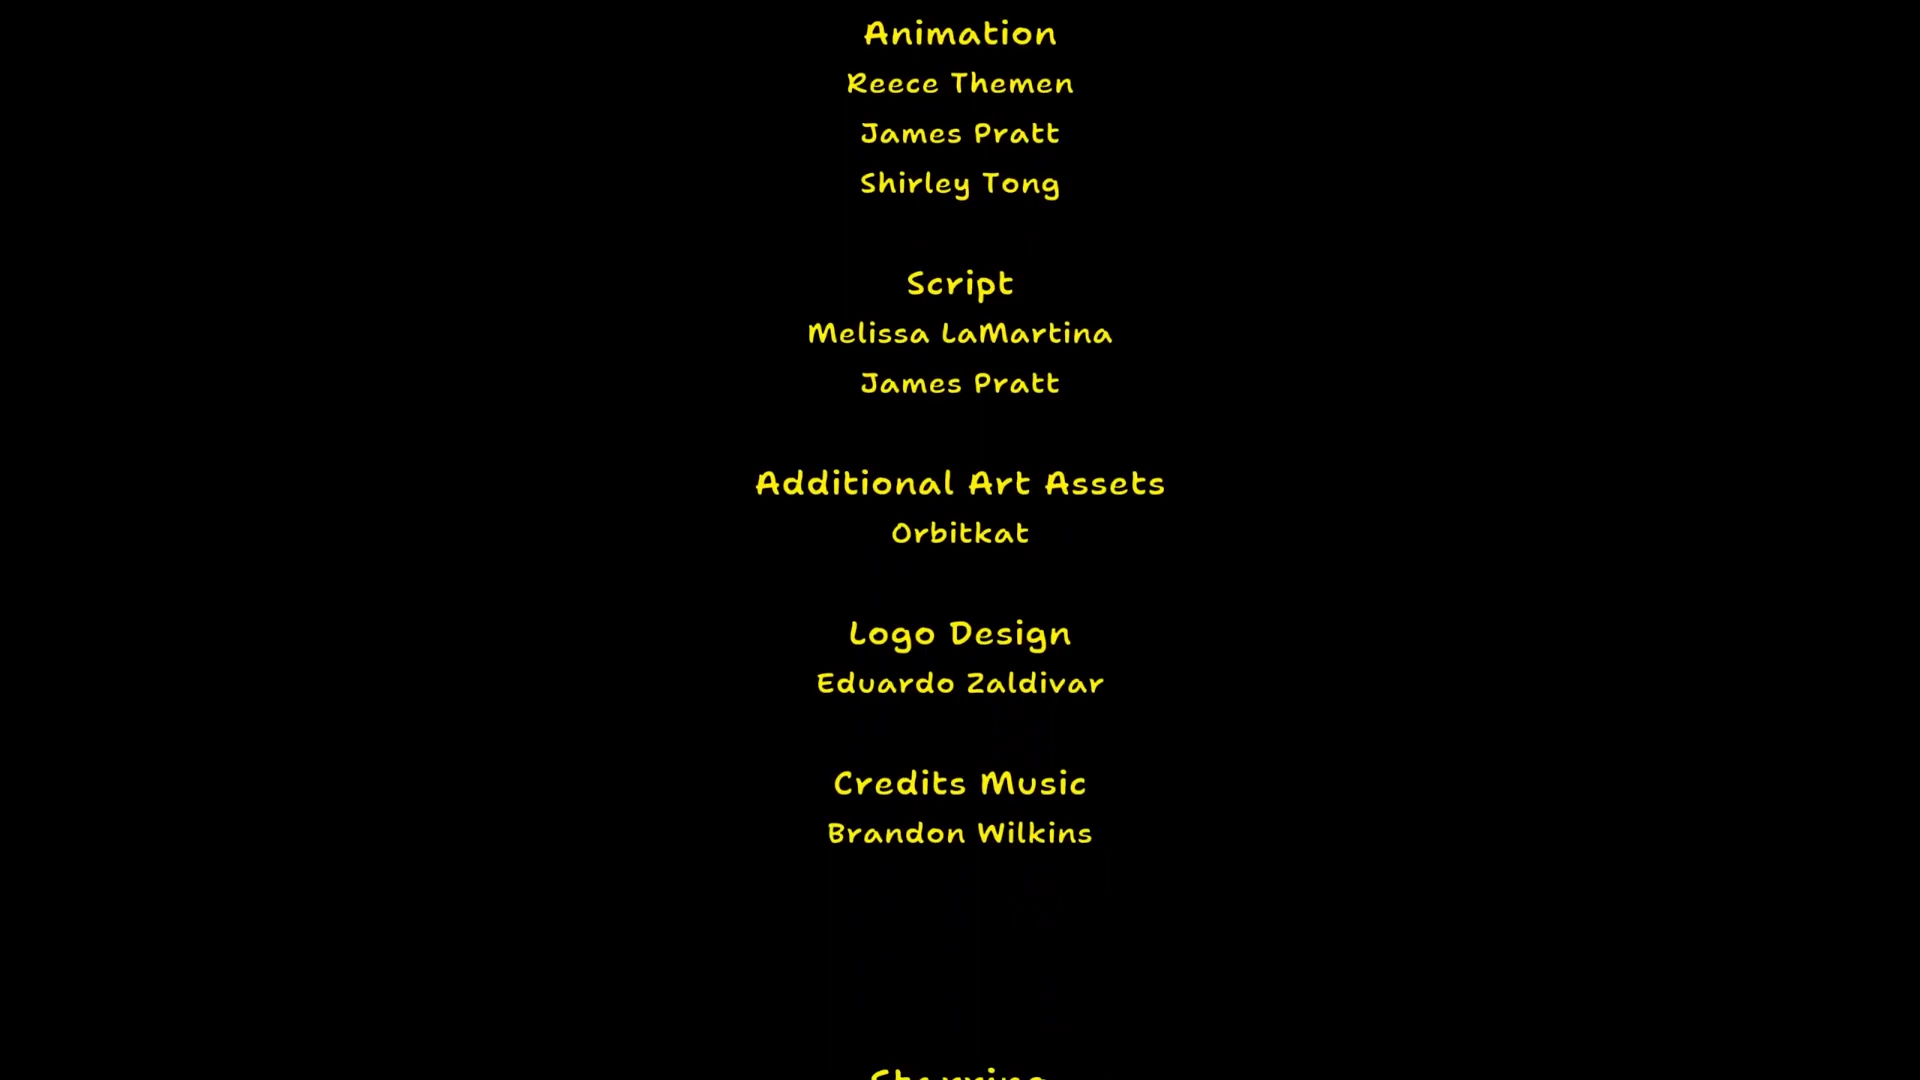 Animation
Reece Themen
James Pratt
Shirley Tong
Script
Melissa LaMartina
James Pratt
Additional Art Assets
Orbitkat
Logo Design
Eduardo Zaldivar
Credits Music
Brandon Wilkins
Starring